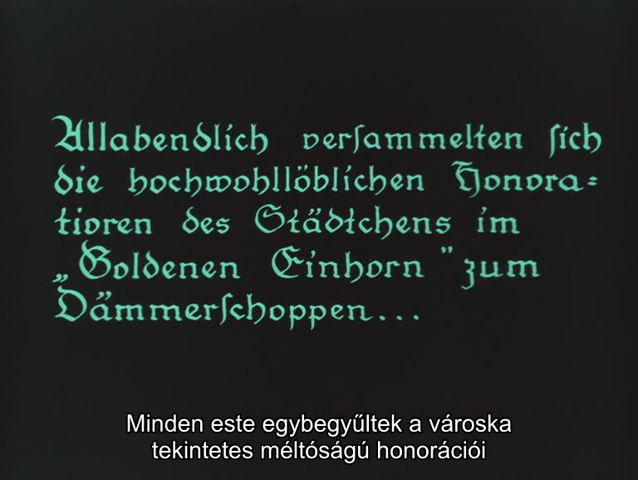 Allabendlich verſammelten ſich
die hochwohllöblichen Honora=
tioren des Städtchens im
„Goldenen Einhorn" zum
Dämmerſchoppen...
Minden este egybegyűltek a városka
tekintetes méltóságú honorációi